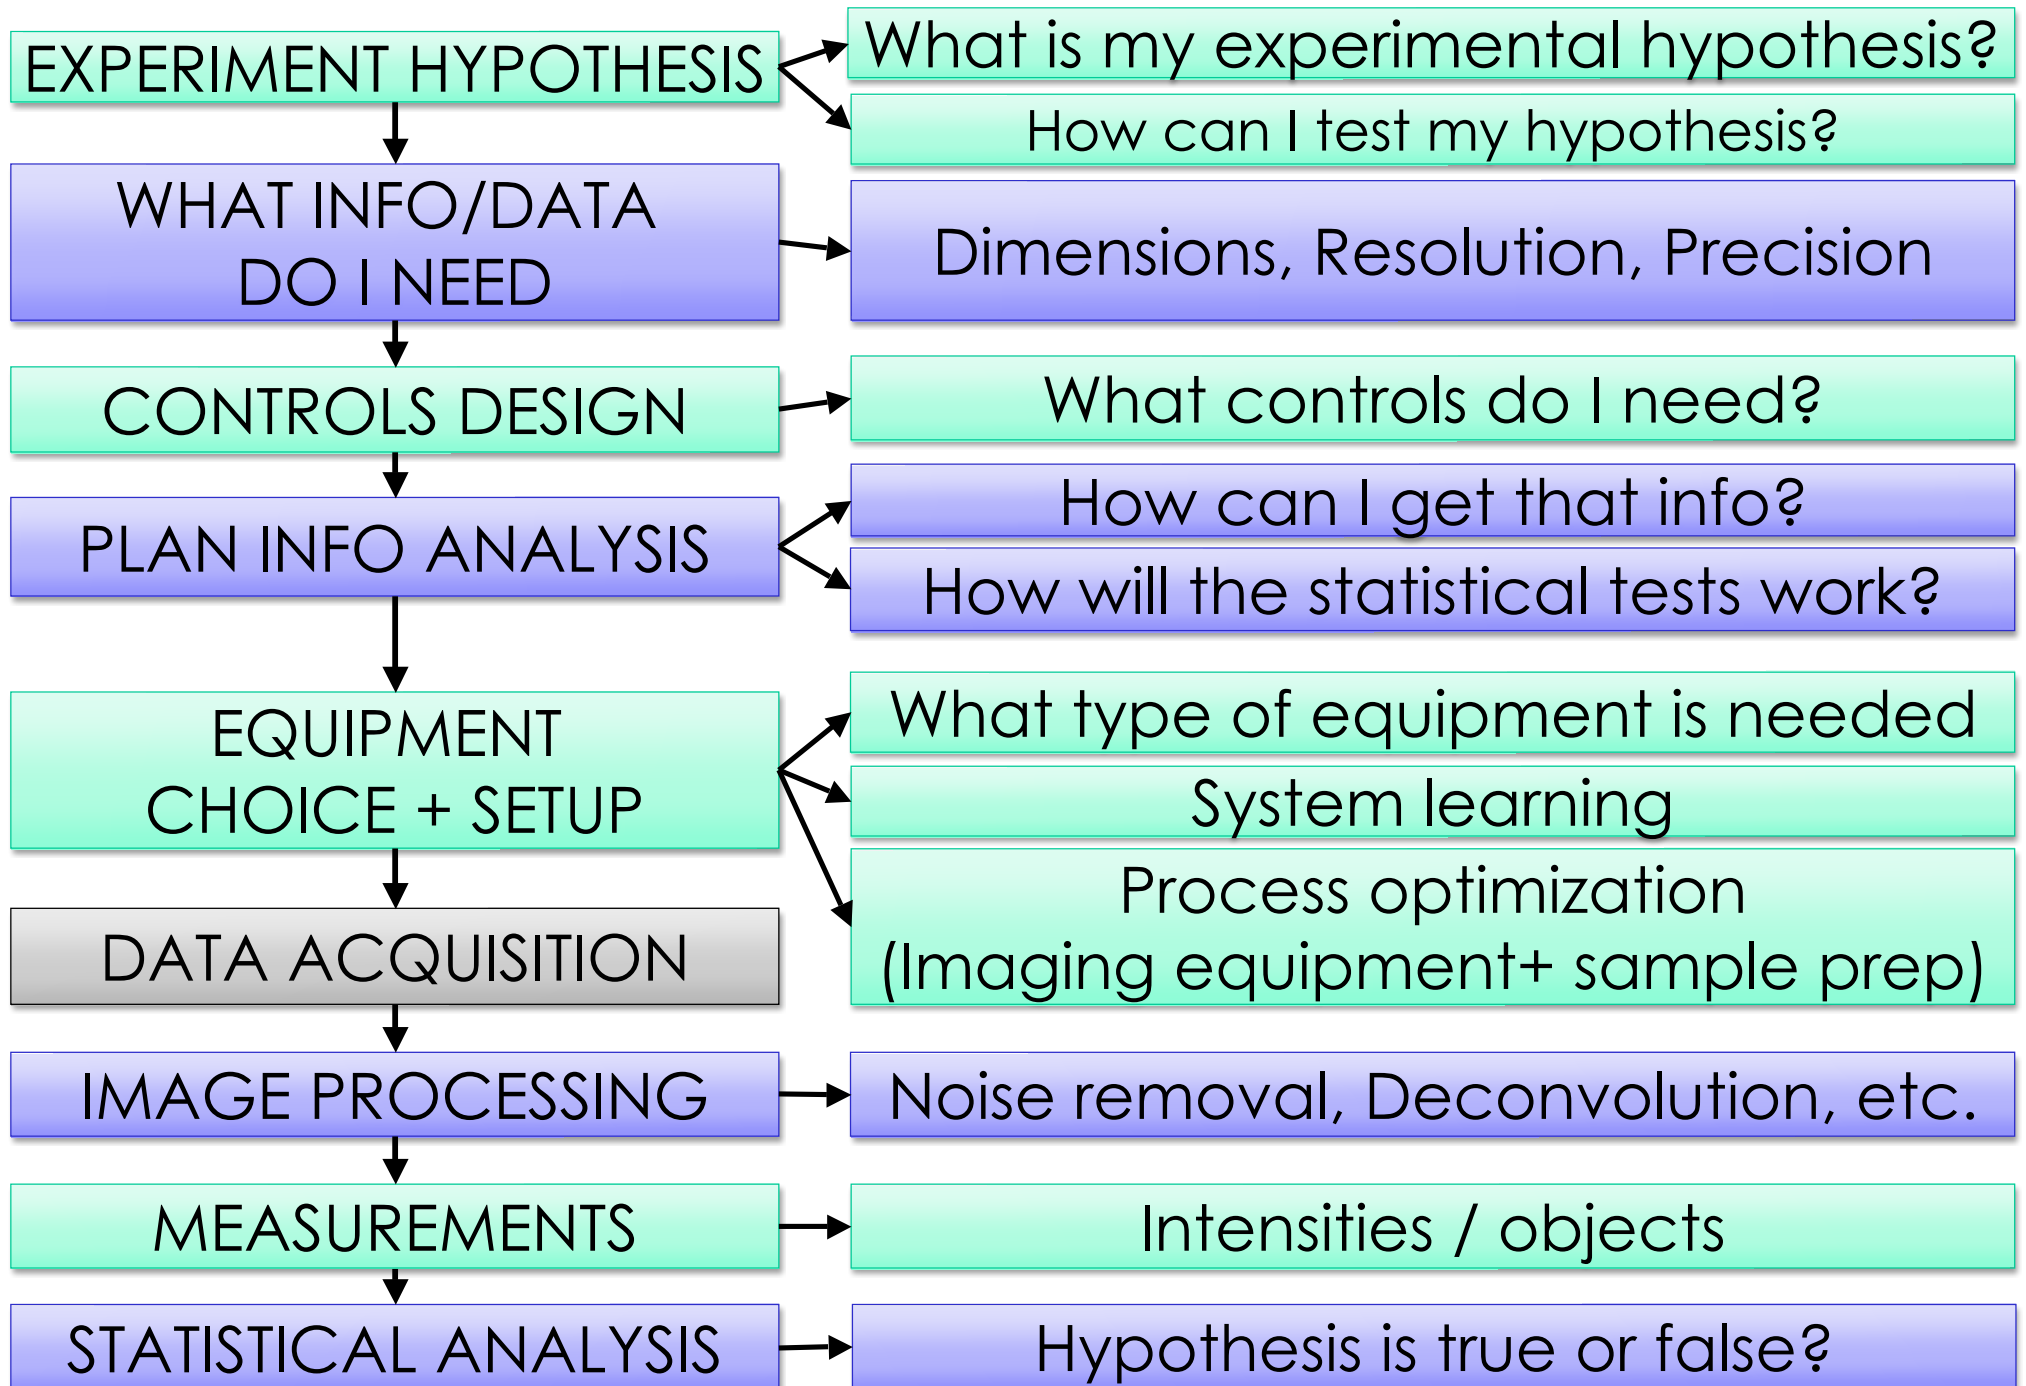 EXPERIMENT HYPOTHESIS
What is my experimental hypothesis?
How can I test my hypothesis?
WHAT INFO/DATA
DO I NEED
Dimensions, Resolution, Precision
CONTROLS DESIGN
What controls do I need?
PLAN INFO ANALYSIS
How can I get that info?
How will the statistical tests work?
EQUIPMENT
CHOICE + SETUP
What type of equipment is needed
System learning
Process optimization
(Imaging equipment+ sample prep)
DATA ACQUISITION
IMAGE PROCESSING
Noise removal, Deconvolution, etc.
MEASUREMENTS
Intensities / objects
STATISTICAL ANALYSIS
Hypothesis is true or false?